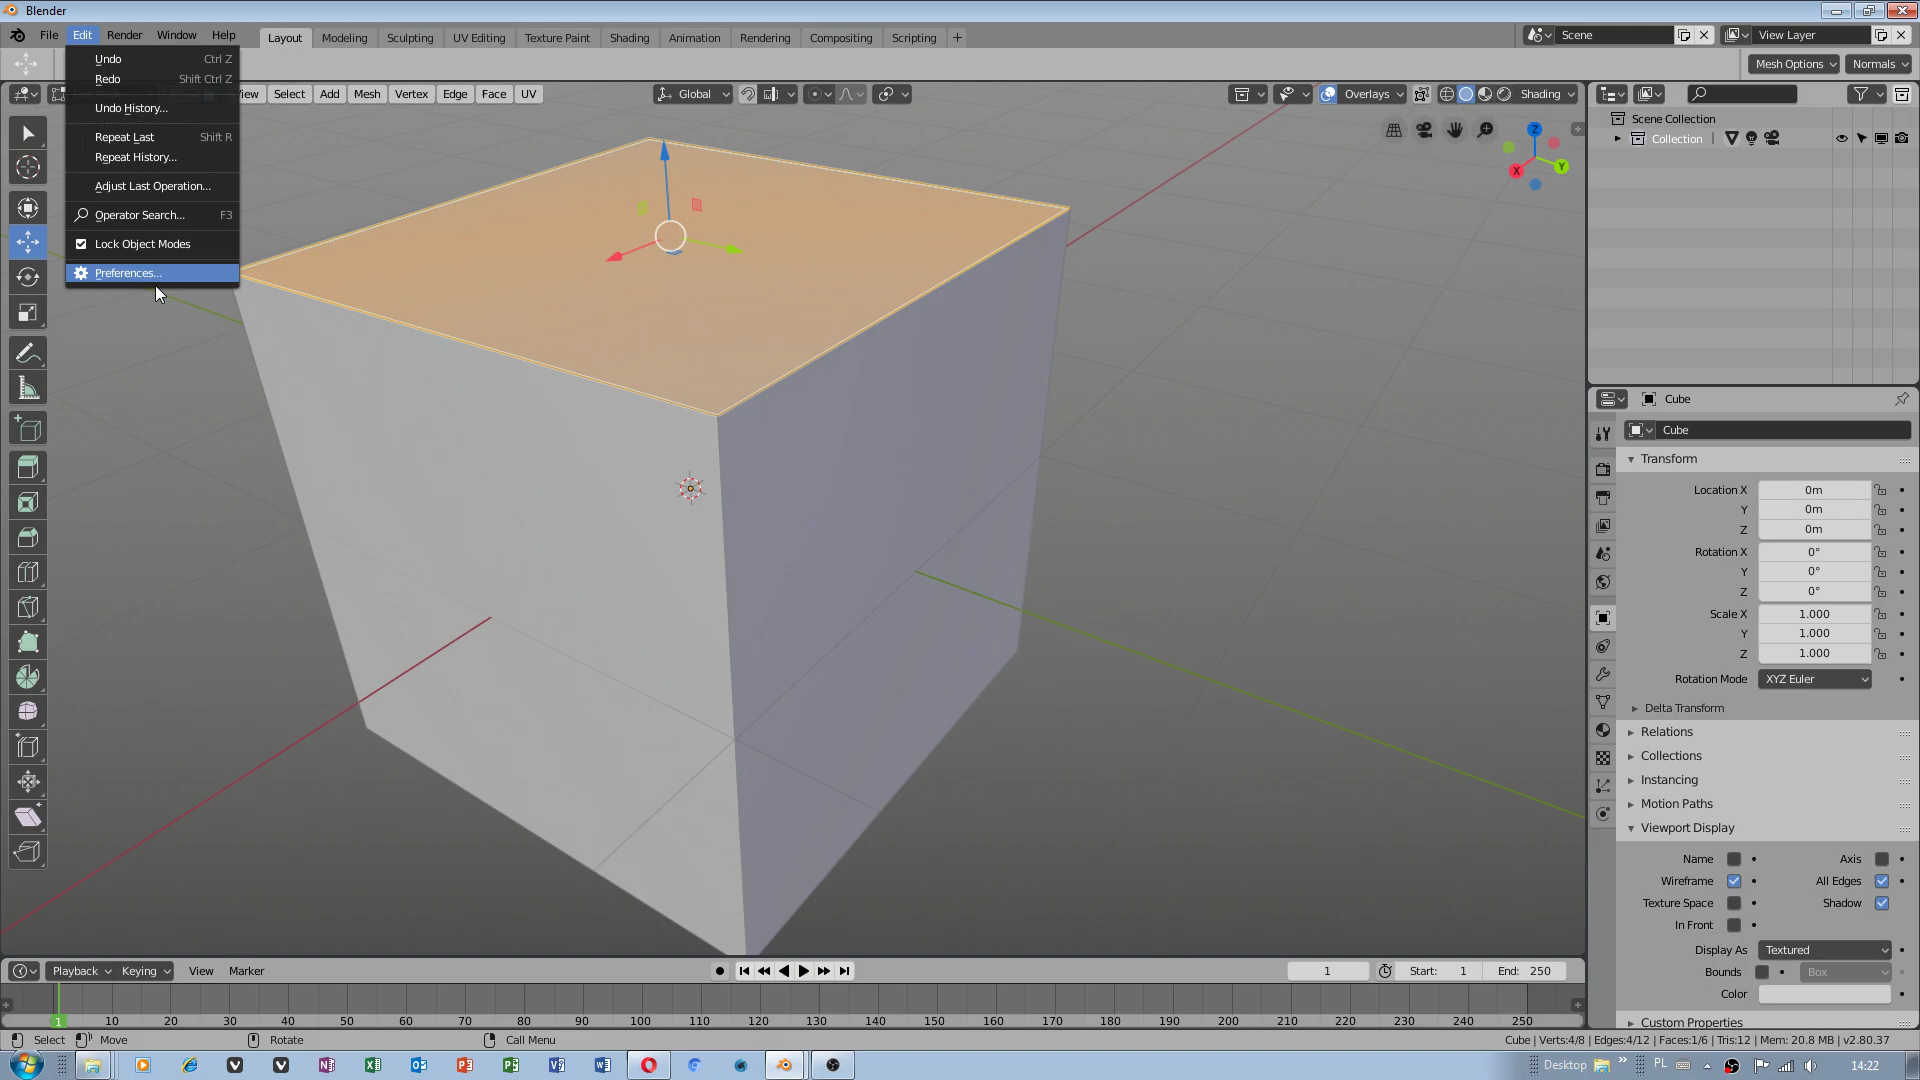 Blender
File Edit Render Window Help
Layout Modeling Sculpting UV Editing Texture Paint Shading Animation Rendering Compositing Scripting +
Scene
View Layer
Mesh Options Normals
Undo Ctrl Z
Redo Shift Ctrl Z
Undo History...
Repeat Last Shift R
Repeat History...
Adjust Last Operation...
Operator Search... F3
Lock Object Modes
Preferences...
iew Select Add Mesh Vertex Edge Face UV
Global
Overlays
Shading
Z
X
Y
Scene Collection
Collection
Cube
Cube
Transform
Location X 0m
Y 0m
Z 0m
Rotation X 0°
Y 0°
Z 0°
Scale X 1.000
Y 1.000
Z 1.000
Rotation Mode XYZ Euler
Delta Transform
Relations
Collections
Instancing
Motion Paths
Viewport Display
Name Axis
Wireframe All Edges
Texture Space Shadow
In Front
Display As Textured
Bounds Box
Color
Custom Properties
Playback Keying View Marker
1 Start: 1 End: 250
1 10 20 30 40 50 60 70 80 90 100 110 120 130 140 150 160 170 180 190 200 210 220 230 240 250
Select Move Rotate Call Menu
Cube | Verts:4/8 | Edges:4/12 | Faces:1/6 | Tris:12 | Mem: 20.8 MB | v2.80.37
Desktop » PL 14:22